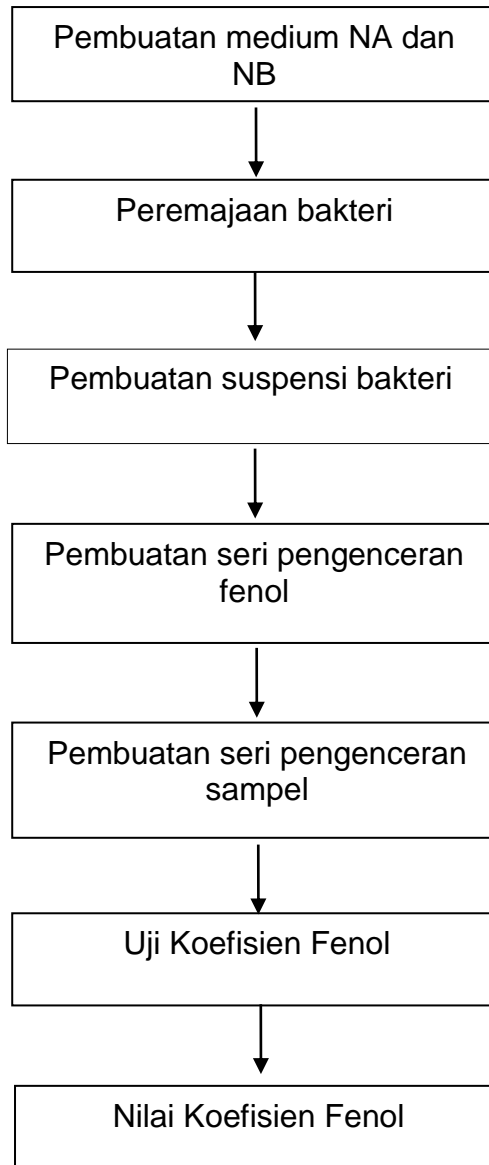 Pembuatan medium NA dan
NB
Peremajaan bakteri
Pembuatan suspensi bakteri
Pembuatan seri pengenceran
fenol
Pembuatan seri pengenceran
sampel
Uji Koefisien Fenol
Nilai Koefisien Fenol